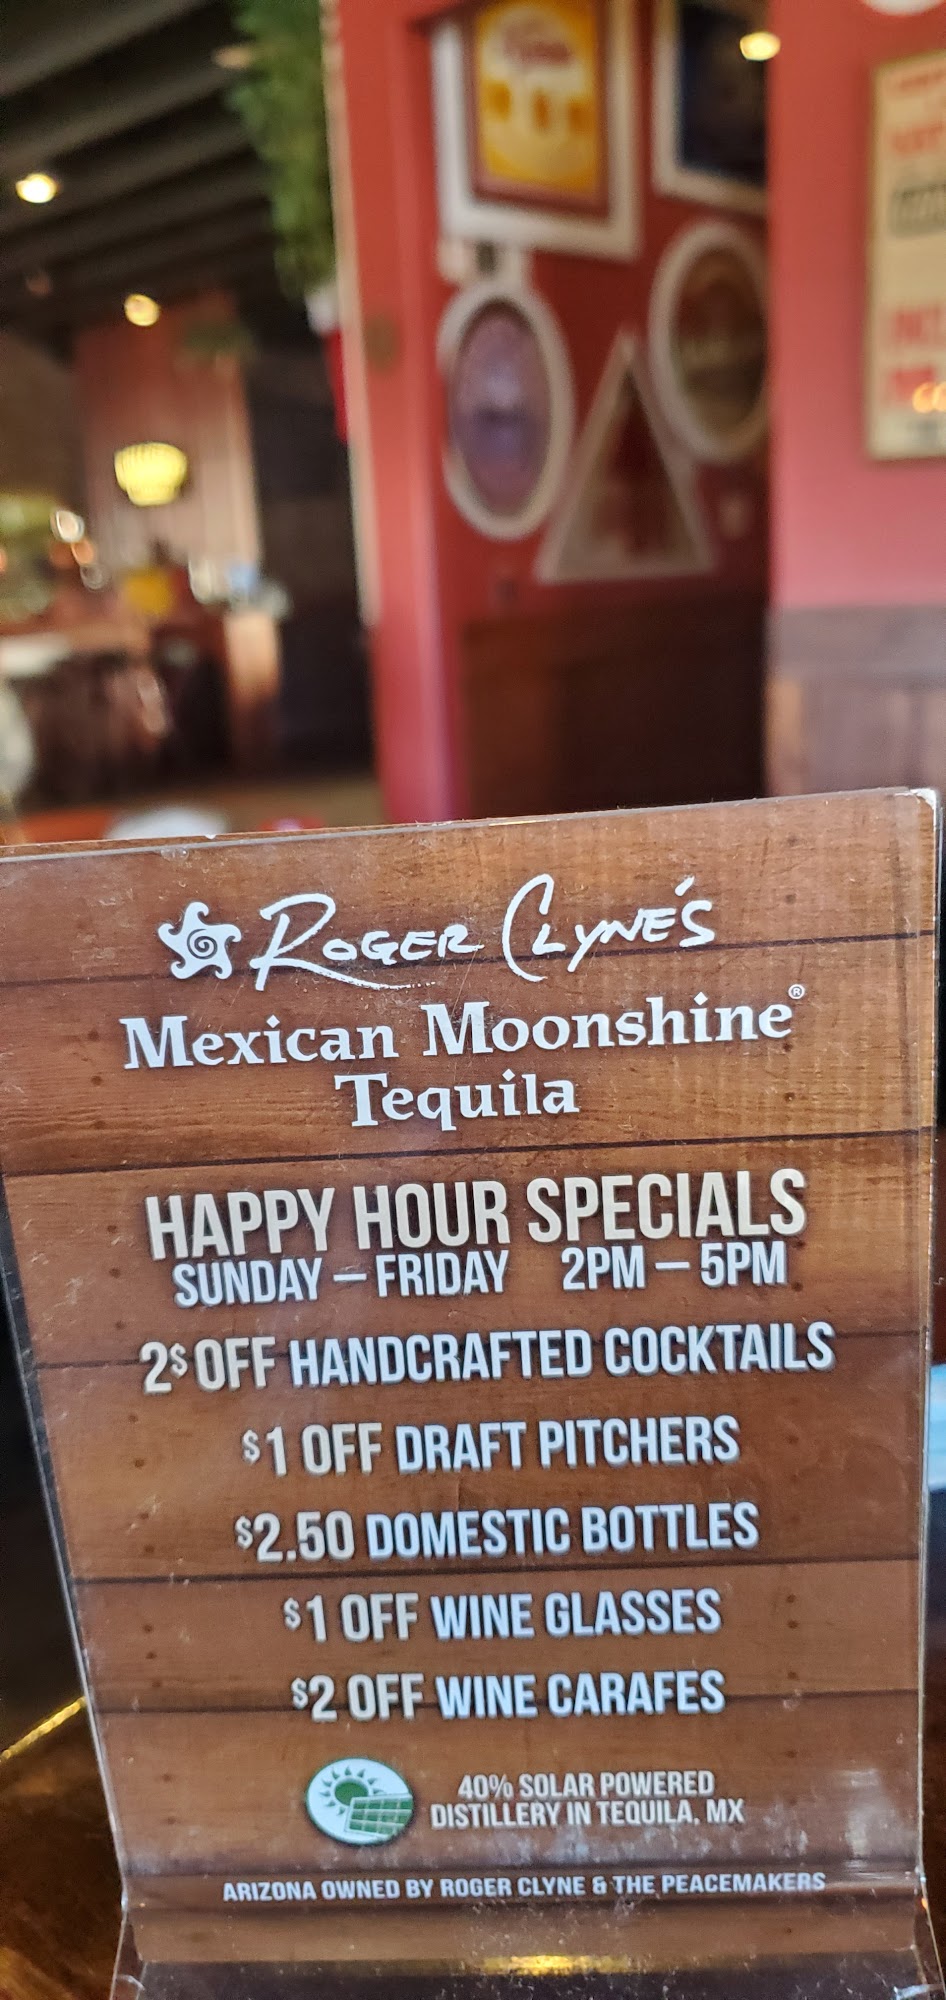 ROGER CLYNE'S
Mexican Moonshine®
Tequila
HAPPY HOUR SPECIALS
SUNDAY – FRIDAY 2PM – 5PM
2$ OFF HANDCRAFTED COCKTAILS
$1 OFF DRAFT PITCHERS
$2.50 DOMESTIC BOTTLES
$1 OFF WINE GLASSES
$2 OFF WINE CARAFES
40% SOLAR POWERED
DISTILLERY IN TEQUILA, MX
ARIZONA OWNED BY ROGER CLYNE & THE PEACEMAKERS